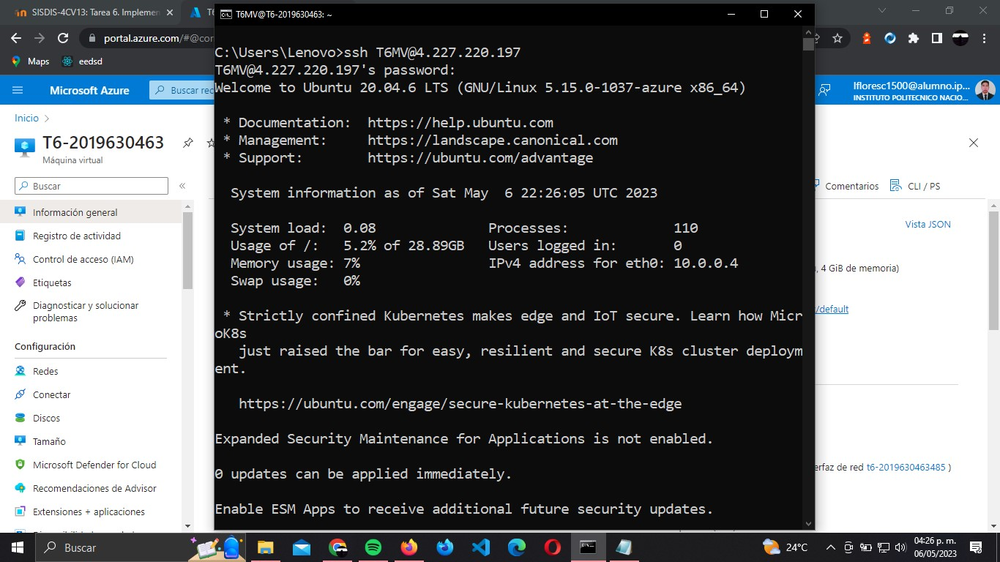 SISDIS-4CV13: Tarea 6. Implemen
T6MV@T6-2019630463: ~
portal.azure.com/#@cor
Maps
eedsd
Microsoft Azure
Buscar rec
lfloresc1500@alumno.ip...
INSTITUTO POLITECNICO NACIO...
Inicio
T6-2019630463
Máquina virtual
Buscar
Información general
Registro de actividad
Control de acceso (IAM)
Etiquetas
Diagnosticar y solucionar
problemas
Configuración
Redes
Conectar
Discos
Tamaño
Microsoft Defender for Cloud
Recomendaciones de Advisor
Extensiones + aplicaciones
C:\Users\Lenovo>ssh T6MV@4.227.220.197
T6MV@4.227.220.197's password:
Welcome to Ubuntu 20.04.6 LTS (GNU/Linux 5.15.0-1037-azure x86_64)
* Documentation: https://help.ubuntu.com
* Management: https://landscape.canonical.com
* Support: https://ubuntu.com/advantage
System information as of Sat May 6 22:26:05 UTC 2023
System load: 0.08 Processes: 110
Usage of /: 5.2% of 28.89GB Users logged in: 0
Memory usage: 7% IPv4 address for eth0: 10.0.0.4
Swap usage: 0%
* Strictly confined Kubernetes makes edge and IoT secure. Learn how Micr
oK8s
just raised the bar for easy, resilient and secure K8s cluster deploym
ent.
https://ubuntu.com/engage/secure-kubernetes-at-the-edge
Expanded Security Maintenance for Applications is not enabled.
0 updates can be applied immediately.
Enable ESM Apps to receive additional future security updates.
Comentarios
CLI / PS
Vista JSON
, 4 GiB de memoria)
/default
erfaz de red t6-2019630463485 )
Buscar
24°C
04:26 p. m.
06/05/2023